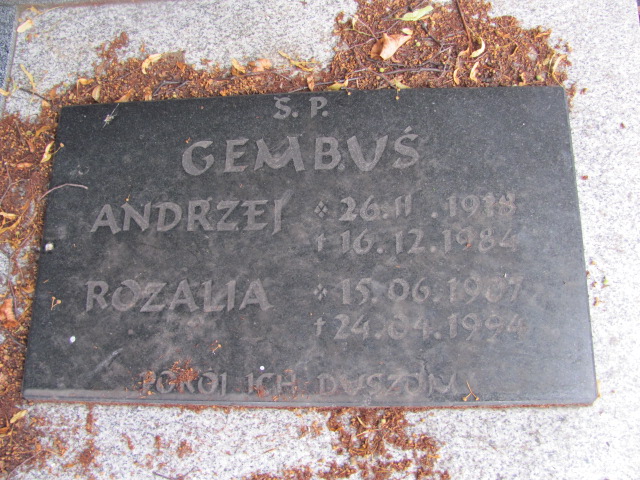 Ś. P.
GEMBUŚ
ANDRZEJ * 26.11.1918
† 16.12.1984
ROZALIA * 15.06.1907
† 24.04.1994
POKÓJ ICH DUSZOM